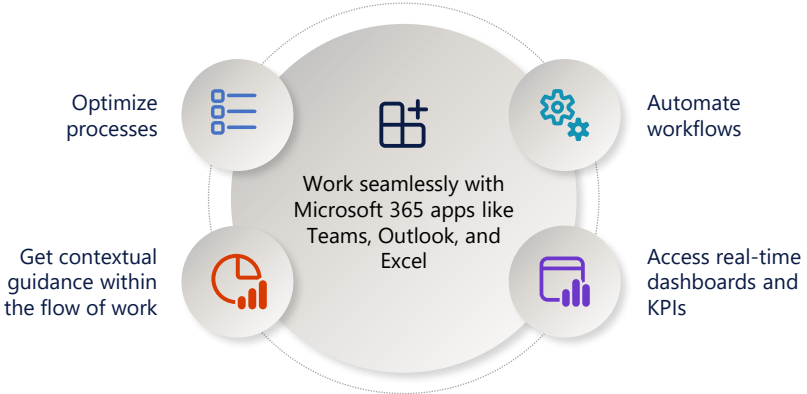 Optimize
processes
Automate
workflows
Work seamlessly with
Microsoft 365 apps like
Teams, Outlook, and
Excel
Get contextual
guidance within
the flow of work
Access real-time
dashboards and
KPIs